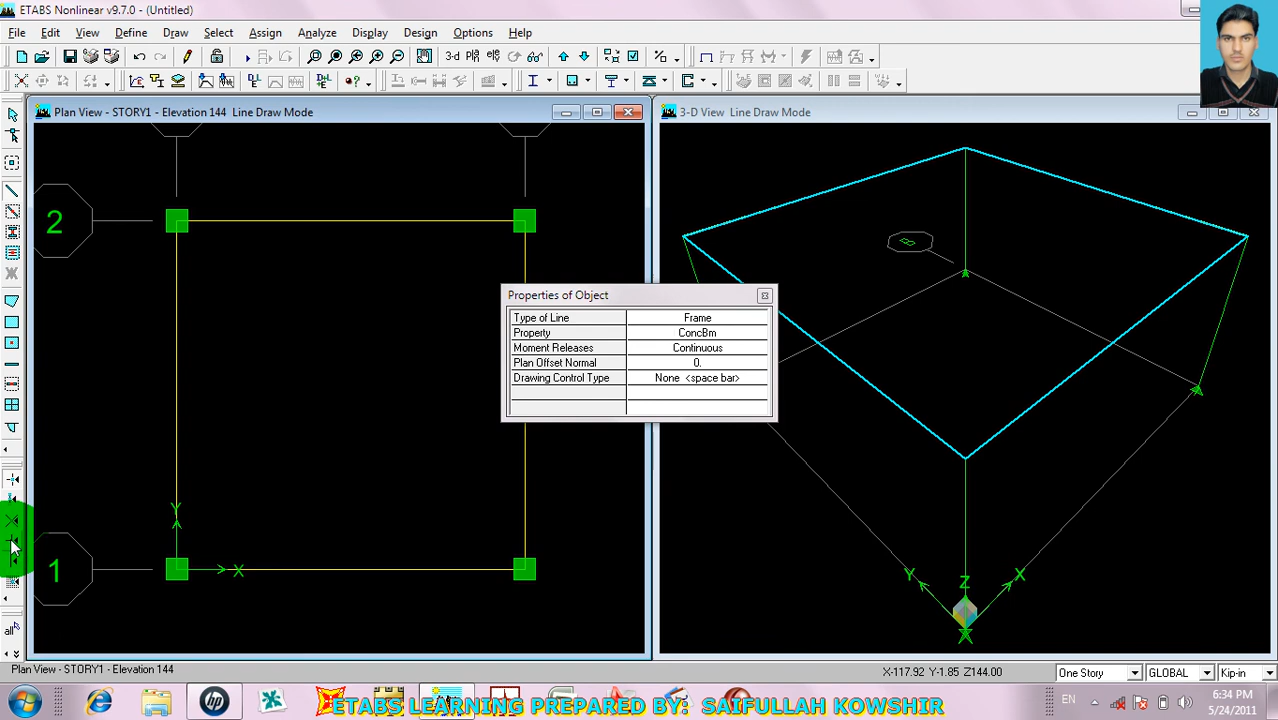 ETABS Nonlinear v9.7.0 - (Untitled)
File Edit View Define Draw Select Assign Analyze Display Design Options Help
3-d
Plan View - STORY1 - Elevation 144 Line Draw Mode
3-D View Line Draw Mode
2
B
Properties of Object
Type of Line Frame
Property ConcBm
Moment Releases Continuous
Plan Offset Normal 0.
Drawing Control Type None <space bar>
Y
X
1
Y
Z
X
all
Plan View - STORY1 - Elevation 144
X-117.92 Y-1.85 Z144.00
One Story
GLOBAL
Kip-in
EN
6:34 PM
5/24/2011
ETABS LEARNING PREPARED BY: SAIFULLAH KOWSHIR